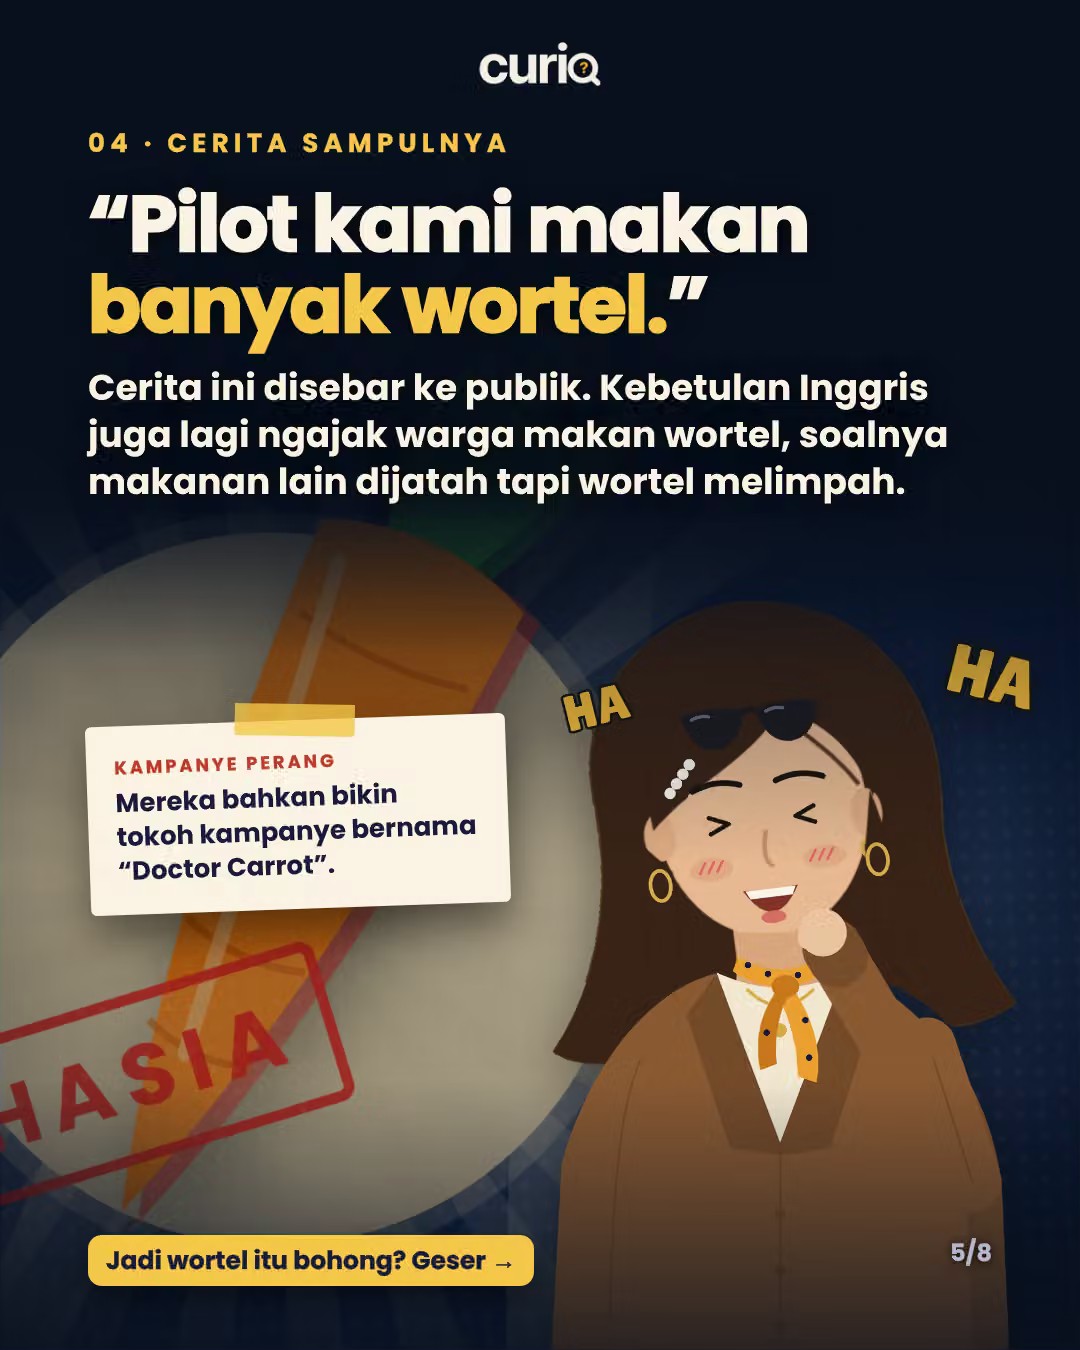 curio
04 · CERITA SAMPULNYA
“Pilot kami makan
banyak wortel.”
Cerita ini disebar ke publik. Kebetulan Inggris
juga lagi ngajak warga makan wortel, soalnya
makanan lain dijatah tapi wortel melimpah.
HA
HA
KAMPANYE PERANG
Mereka bahkan bikin
tokoh kampanye bernama
“Doctor Carrot”.
HASIA
Jadi wortel itu bohong? Geser →
5/8